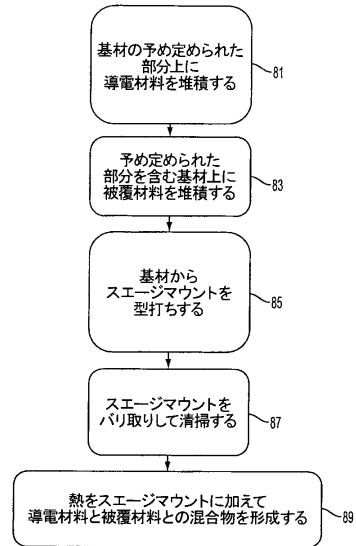 基材の予め定められた
部分上に
導電材料を堆積する
81
予め定められた
部分を含む基材上に
被覆材料を堆積する
83
基材から
スエージマウントを
型打ちする
85
スエージマウントを
バリ取りして清掃する
87
熱をスエージマウントに加えて
導電材料と被覆材料との混合物を形成する
89